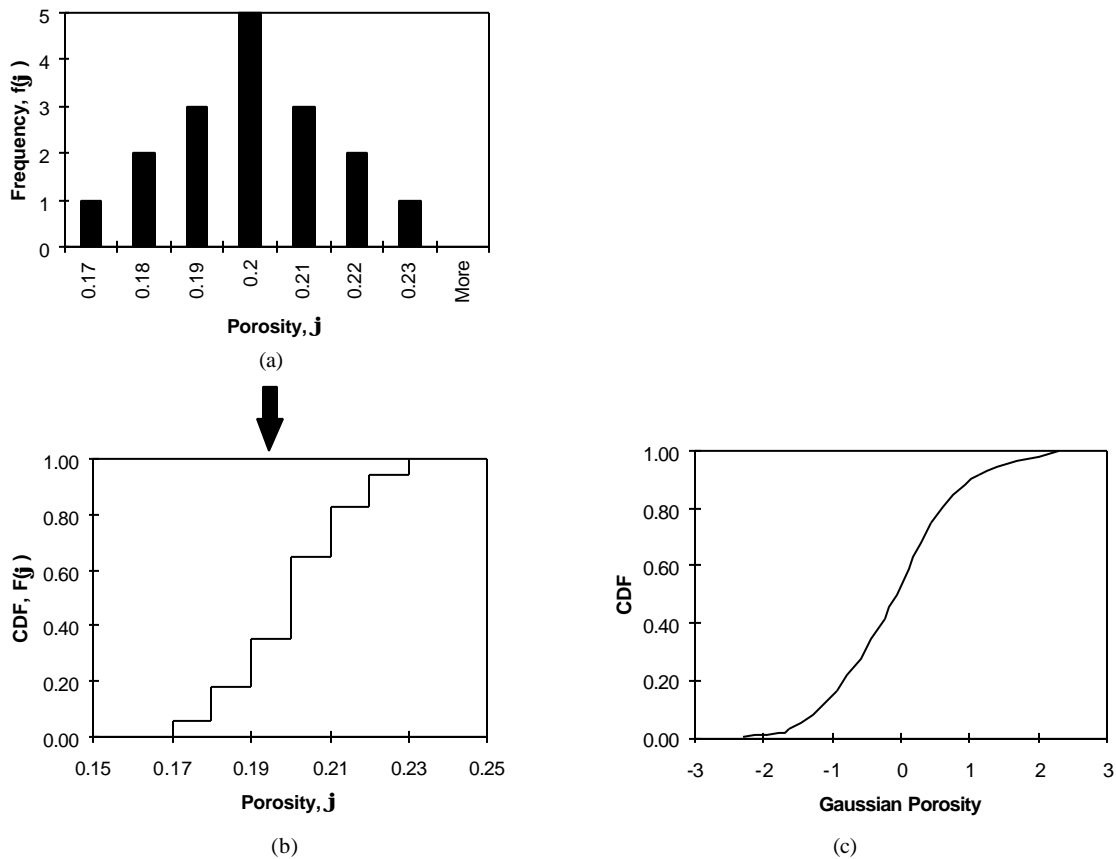 5
4
3
2
1
0
Frequency, f(j)
0.17 0.18 0.19 0.2 0.21 0.22 0.23 More
Porosity, j
(a)
1.00
0.80
0.60
0.40
0.20
0.00
CDF, F(j)
0.15 0.17 0.19 0.21 0.23 0.25
Porosity, j
(b)
1.00
0.80
0.60
0.40
0.20
0.00
CDF
-3 -2 -1 0 1 2 3
Gaussian Porosity
(c)